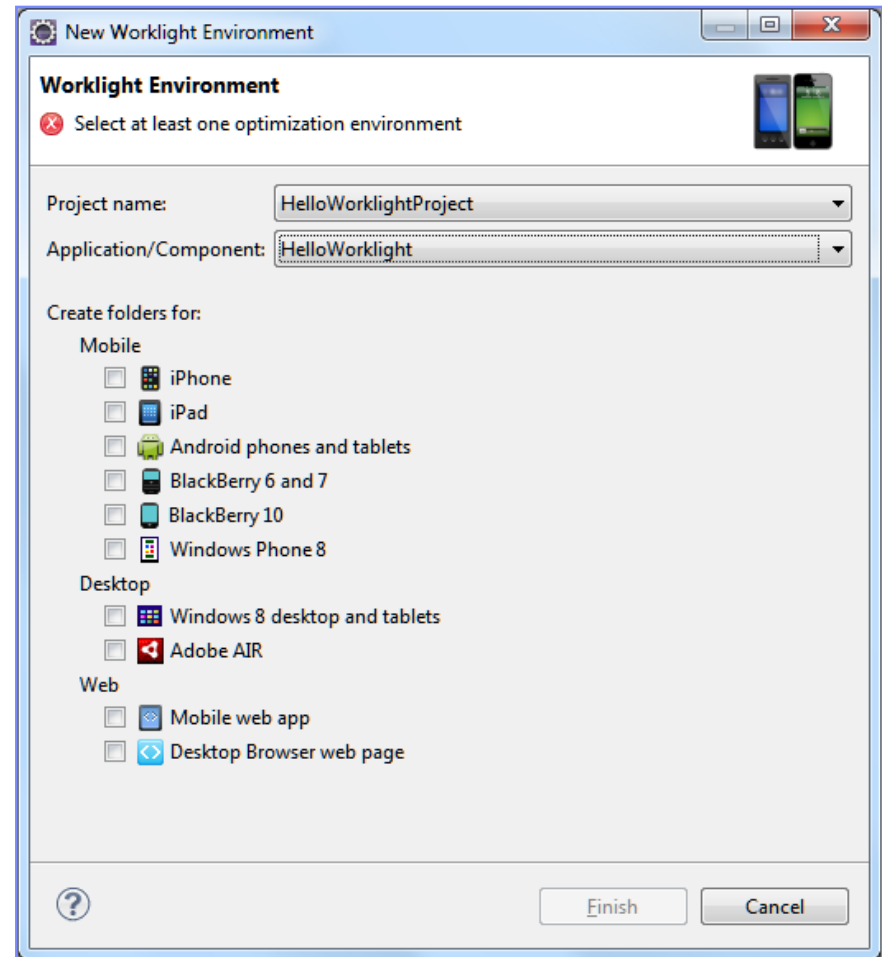 New Worklight Environment
Worklight Environment
Select at least one optimization environment
Project name: HelloWorklightProject
Application/Component: HelloWorklight
Create folders for:
Mobile
iPhone
iPad
Android phones and tablets
BlackBerry 6 and 7
BlackBerry 10
Windows Phone 8
Desktop
Windows 8 desktop and tablets
Adobe AIR
Web
Mobile web app
Desktop Browser web page
Finish Cancel